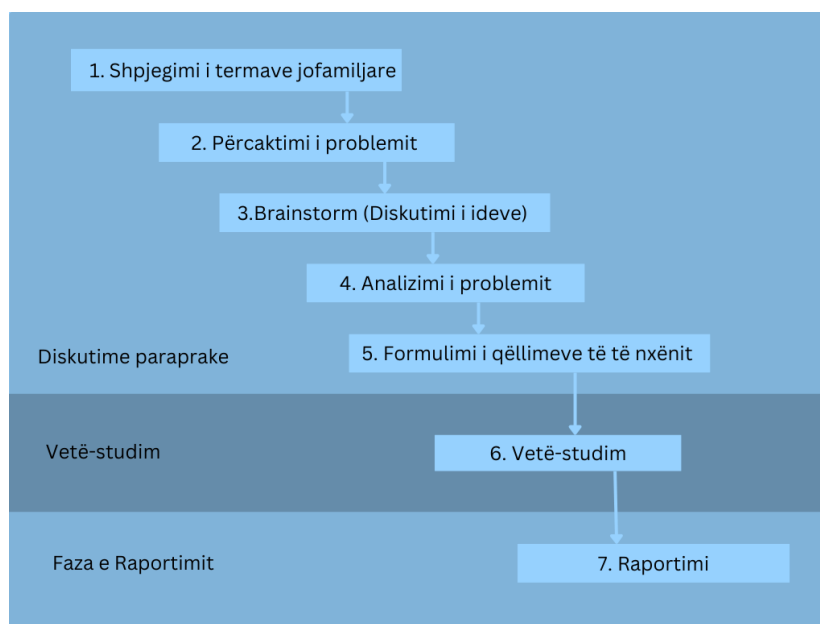 1. Shpjegimi i termave jofamiljare
2. Përcaktimi i problemit
3.Brainstorm (Diskutimi i ideve)
4. Analizimi i problemit
Diskutime paraprake
5. Formulimi i qëllimeve të të nxënit
Vetë-studim
6. Vetë-studim
Faza e Raportimit
7. Raportimi